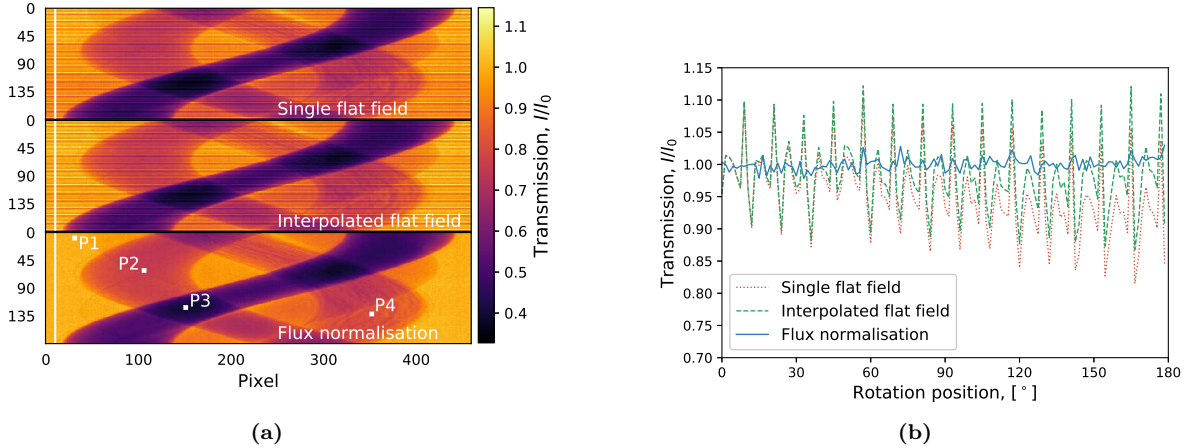 0
45
90
135
0
45
90
135
0
45
90
135
Single flat field
Interpolated flat field
P1
P2
P3
P4
Flux normalisation
0 100 200 300 400
Pixel
1.1
1.0
0.9
0.8
0.7
0.6
0.5
0.4
Transmission, I/I₀
(a)
1.15
1.10
1.05
1.00
0.95
0.90
0.85
0.80
0.75
0.70
Transmission, I/I₀
Single flat field
Interpolated flat field
Flux normalisation
0 30 60 90 120 150 180
Rotation position, [°]
(b)